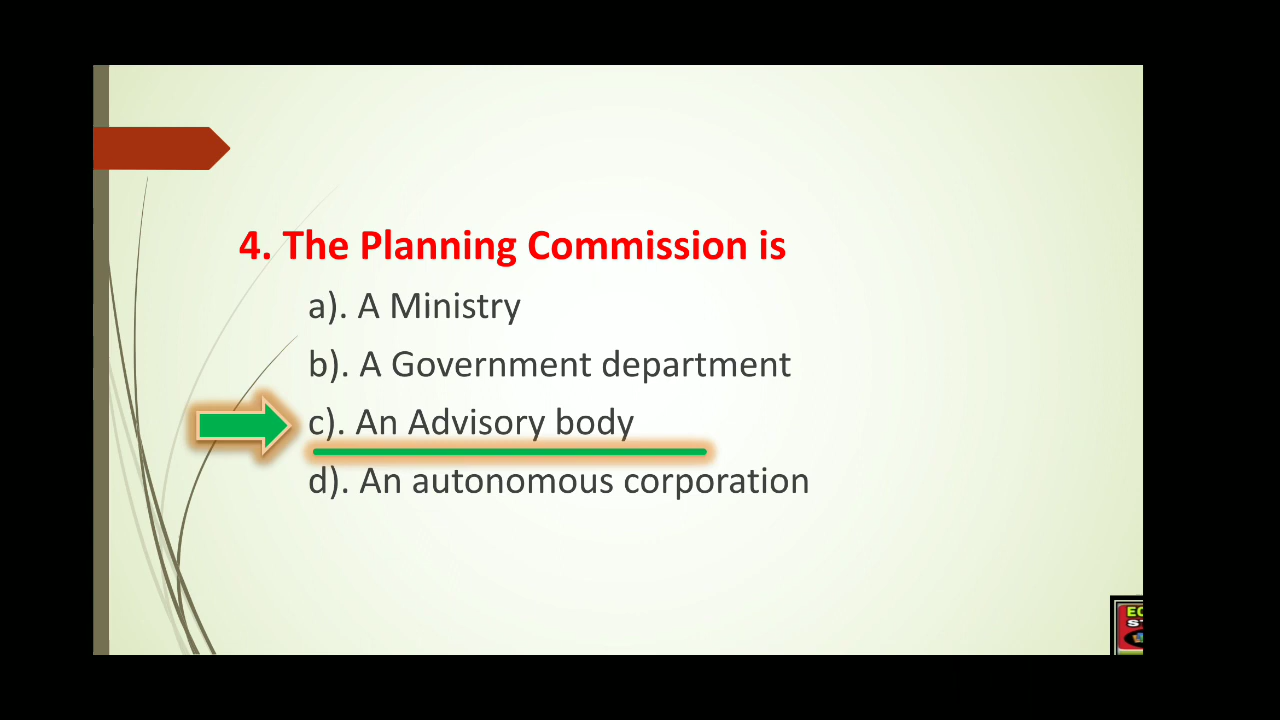 4. The Planning Commission is
a). A Ministry
b). A Government department
c). An Advisory body
d). An autonomous corporation